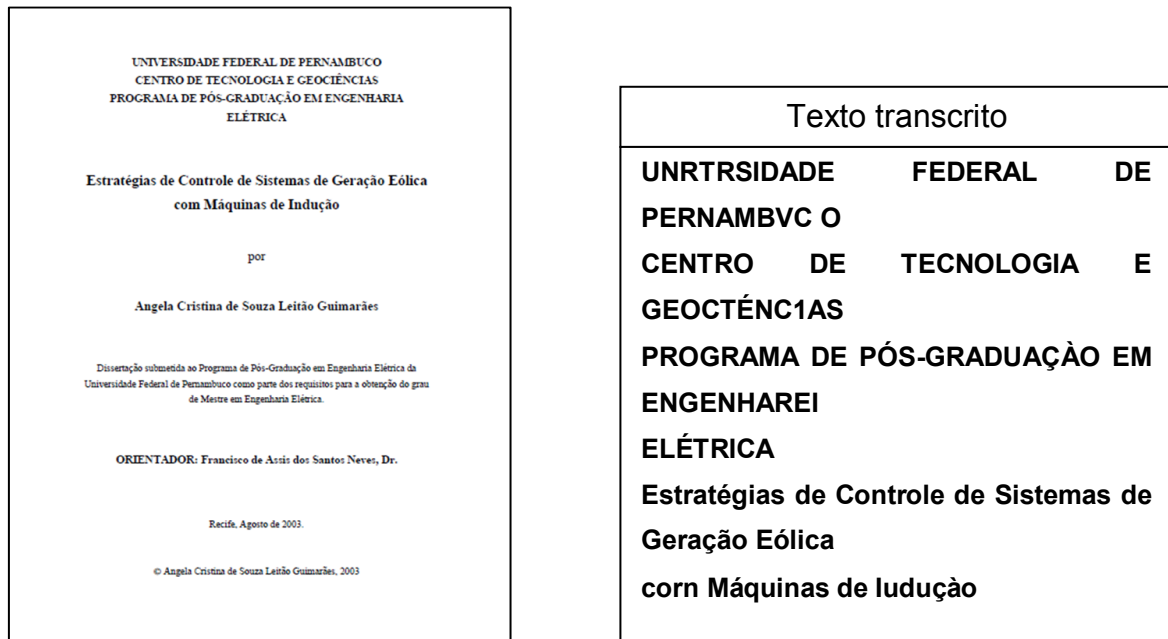 UNIVERSIDADE FEDERAL DE PERNAMBUCO
CENTRO DE TECNOLOGIA E GEOCIÊNCIAS
PROGRAMA DE PÓS-GRADUAÇÃO EM ENGENHARIA
ELÉTRICA
Estratégias de Controle de Sistemas de Geração Eólica
com Máquinas de Indução
por
Angela Cristina de Souza Leitão Guimarães
Dissertação submetida ao Programa de Pós-Graduação em Engenharia Elétrica da
Universidade Federal de Pernambuco como parte dos requisitos para a obtenção do grau
de Mestre em Engenharia Elétrica.
ORIENTADOR: Francisco de Assis dos Santos Neves, Dr.
Recife, Agosto de 2003.
© Angela Cristina de Souza Leitão Guimarães, 2003
Texto transcrito
UNRTRSIDADE FEDERAL DE
PERNAMBVC O
CENTRO DE TECNOLOGIA E
GEOCTÉNC1AS
PROGRAMA DE PÓS-GRADUAÇÀO EM
ENGENHAREI
ELÉTRICA
Estratégias de Controle de Sistemas de
Geração Eólica
corn Máquinas de Iuduçào